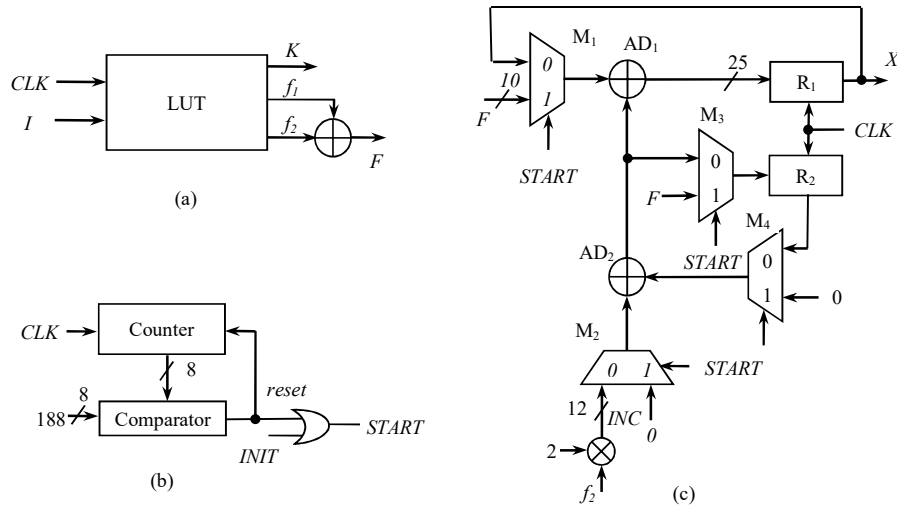 CLK
I
LUT
K
f1
f2
F
(a)
CLK
Counter
8
188
8
Comparator
reset
INIT
START
(b)
M1
0
1
10
F
START
AD1
25
R1
X
CLK
M3
0
1
F
START
R2
M4
0
1
0
START
AD2
M2
0 1
12
INC
0
2
f2
(c)